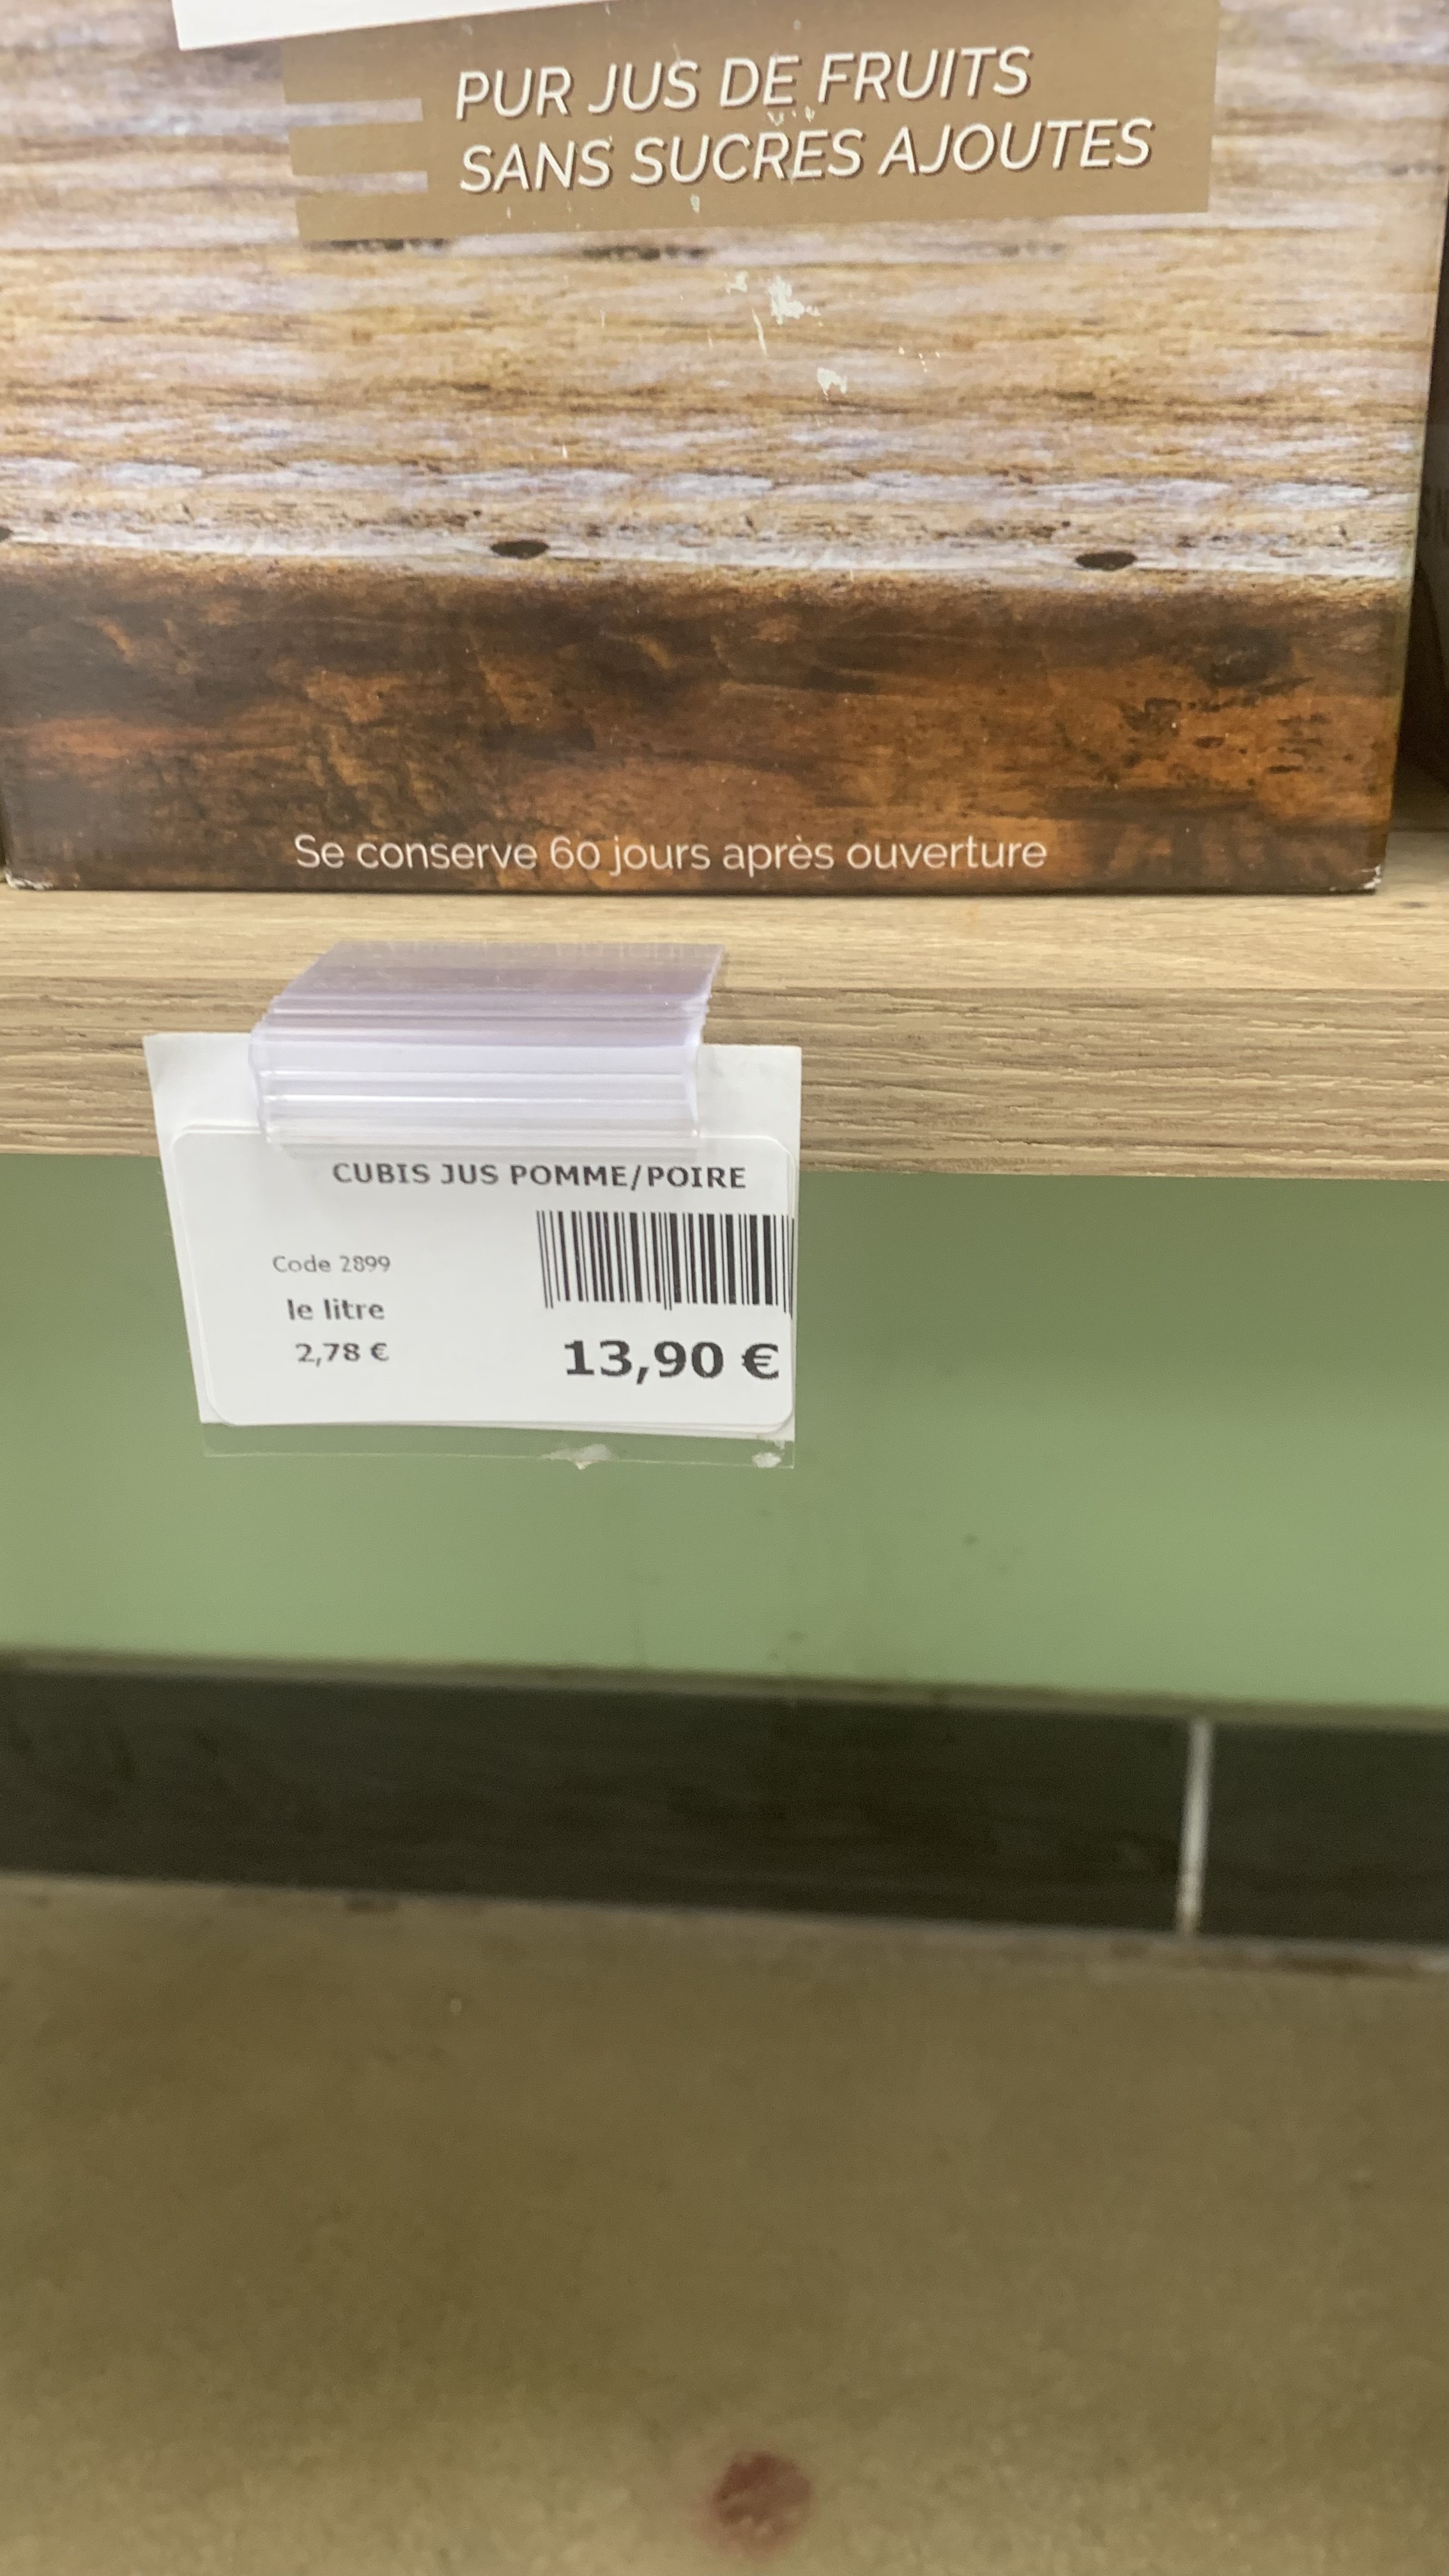 PUR JUS DE FRUITS
SANS SUCRES AJOUTES
Se conserve 60 jours après ouverture
CUBIS JUS POMME/POIRE
Code 2899
le litre
2,78 €
13,90 €